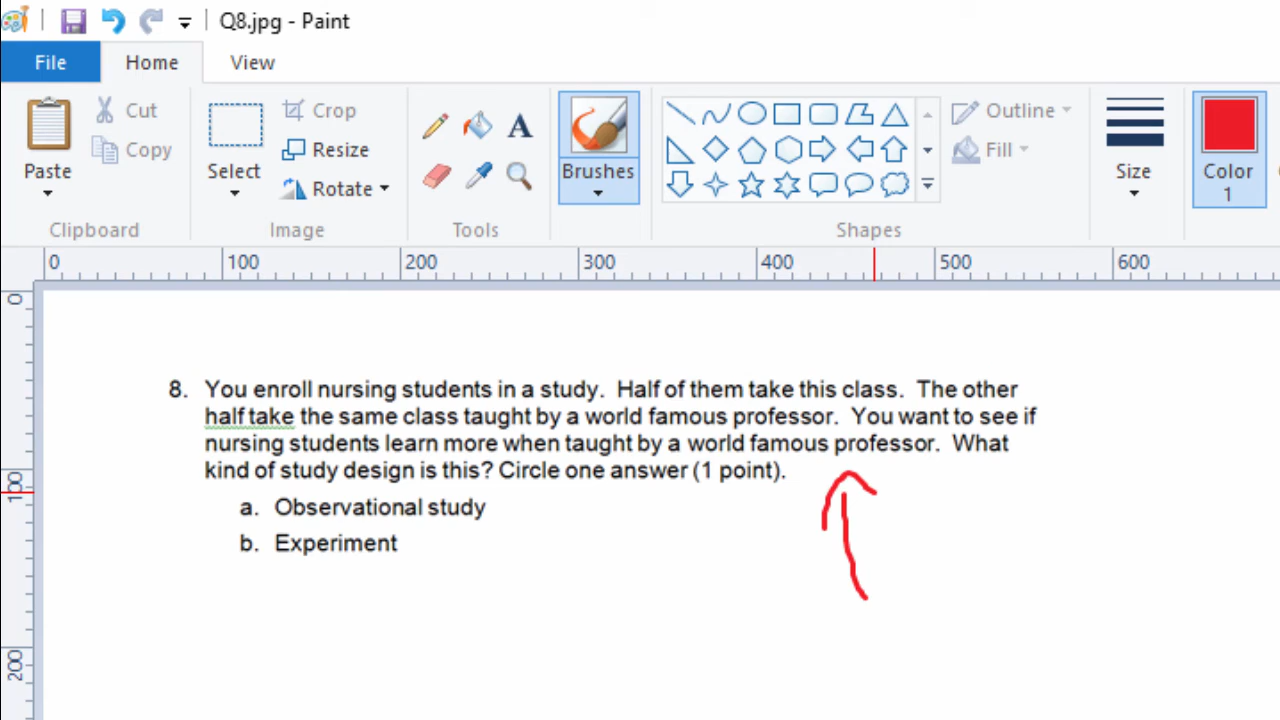 Q8.jpg - Paint
File Home View
Paste
Cut
Copy
Clipboard
Select
Crop
Resize
Rotate
Image
A
Tools
Brushes
Outline
Fill
Shapes
Size
Color
1
0 100 200 300 400 500 600
0
100
200
8. You enroll nursing students in a study. Half of them take this class. The other
half take the same class taught by a world famous professor. You want to see if
nursing students learn more when taught by a world famous professor. What
kind of study design is this? Circle one answer (1 point).
a. Observational study
b. Experiment